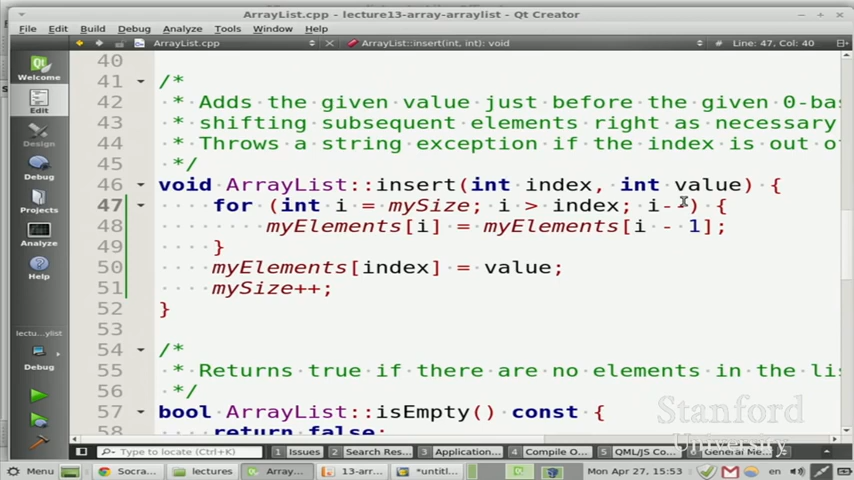 ArrayList.cpp - lecture13-array-arraylist - Qt Creator
File Edit Build Debug Analyze Tools Window Help
ArrayList.cpp ArrayList::insert(int, int): void # Line: 47, Col: 40
Welcome
Edit
Design
Debug
Projects
Analyze
Help
lectu...ylist
Debug
40
41 /*
42 * Adds the given value just before the given 0-ba
43 * shifting subsequent elements right as necessary
44 * Throws a string exception if the index is out o
45 */
46 void ArrayList::insert(int index, int value) {
47 for (int i = mySize; i > index; i--) {
48 myElements[i] = myElements[i - 1];
49 }
50 myElements[index] = value;
51 mySize++;
52 }
53
54 /*
55 * Returns true if there are no elements in the li
56 */
57 bool ArrayList::isEmpty() const {
58 return false;
Stanford
University
Type to locate (Ctrl+K) 1 Issues 2 Search Res... 3 Application... 4 Compile O... 5 QML/JS Co... 6 General Me...
Menu Socra... lectures Array... 13-arr... *untitl... en Mon Apr 27, 15:53